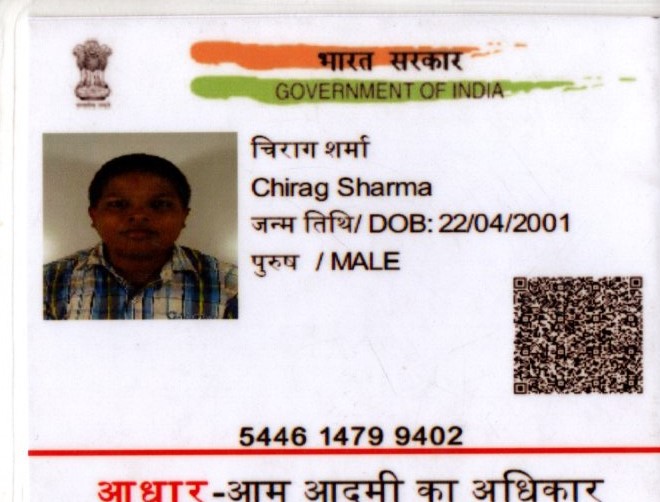 भारत सरकार
GOVERNMENT OF INDIA
चिराग शर्मा
Chirag Sharma
जन्म तिथि/ DOB: 22/04/2001
पुरुष / MALE
5446 1479 9402
आधार-आम आदमी का अधिकार